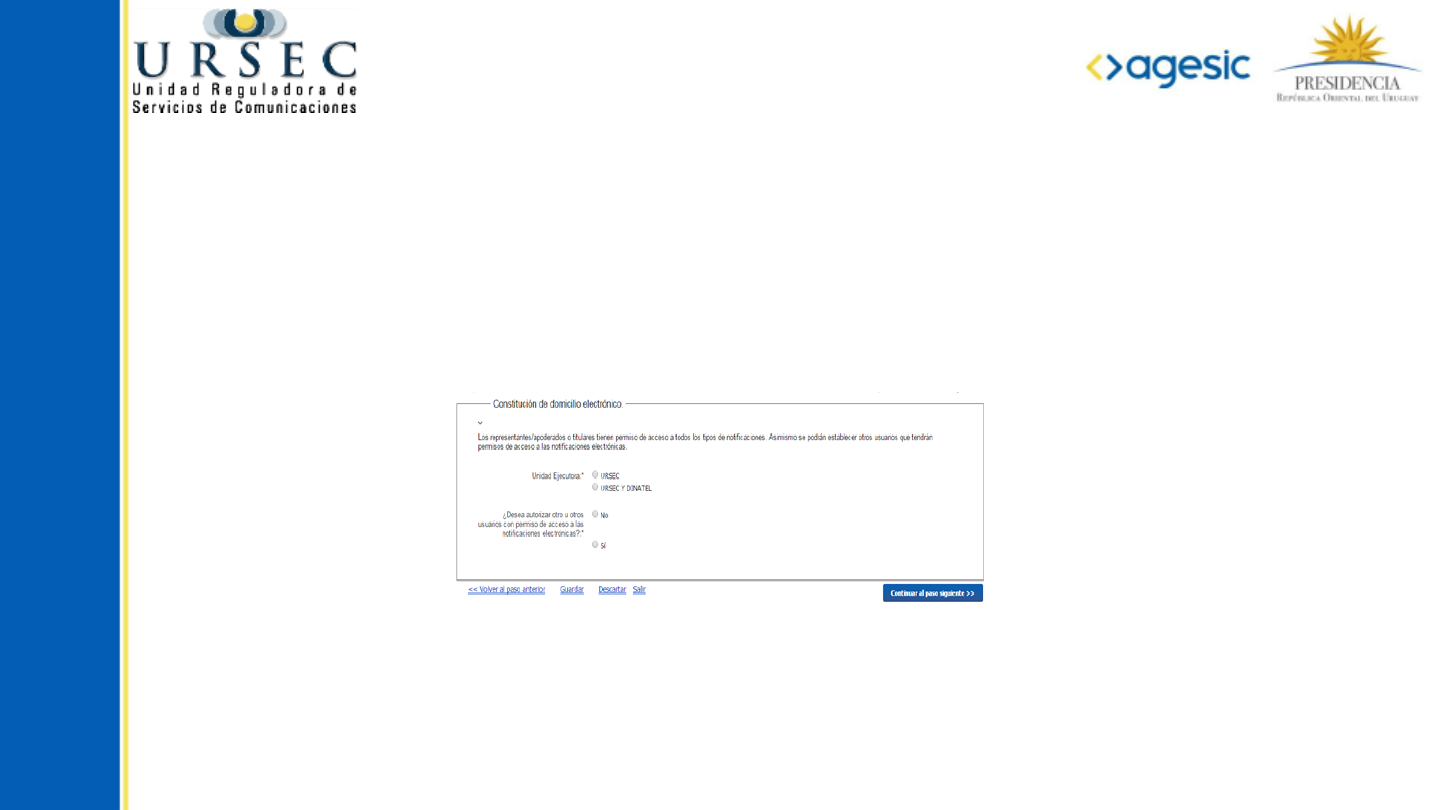 URSEC
Unidad Reguladora de
Servicios de Comunicaciones
<>agesic
PRESIDENCIA
REPÚBLICA ORIENTAL DEL URUGUAY
Constitución de domicilio electrónico.
Los representantes/apoderados o titulares tienen permiso de acceso a todos los tipos de notificaciones. Asimismo se podrán establecer otros usuarios que tendrán
permisos de acceso a las notificaciones electrónicas.
Unidad Ejecutora:* URSEC
URSEC Y DINATEL
¿Desea autorizar otro u otros No
usuarios con permiso de acceso a las
notificaciones electrónicas?:*
Sí
<< Volver al paso anterior Guardar Descartar Salir Continuar al paso siguiente >>